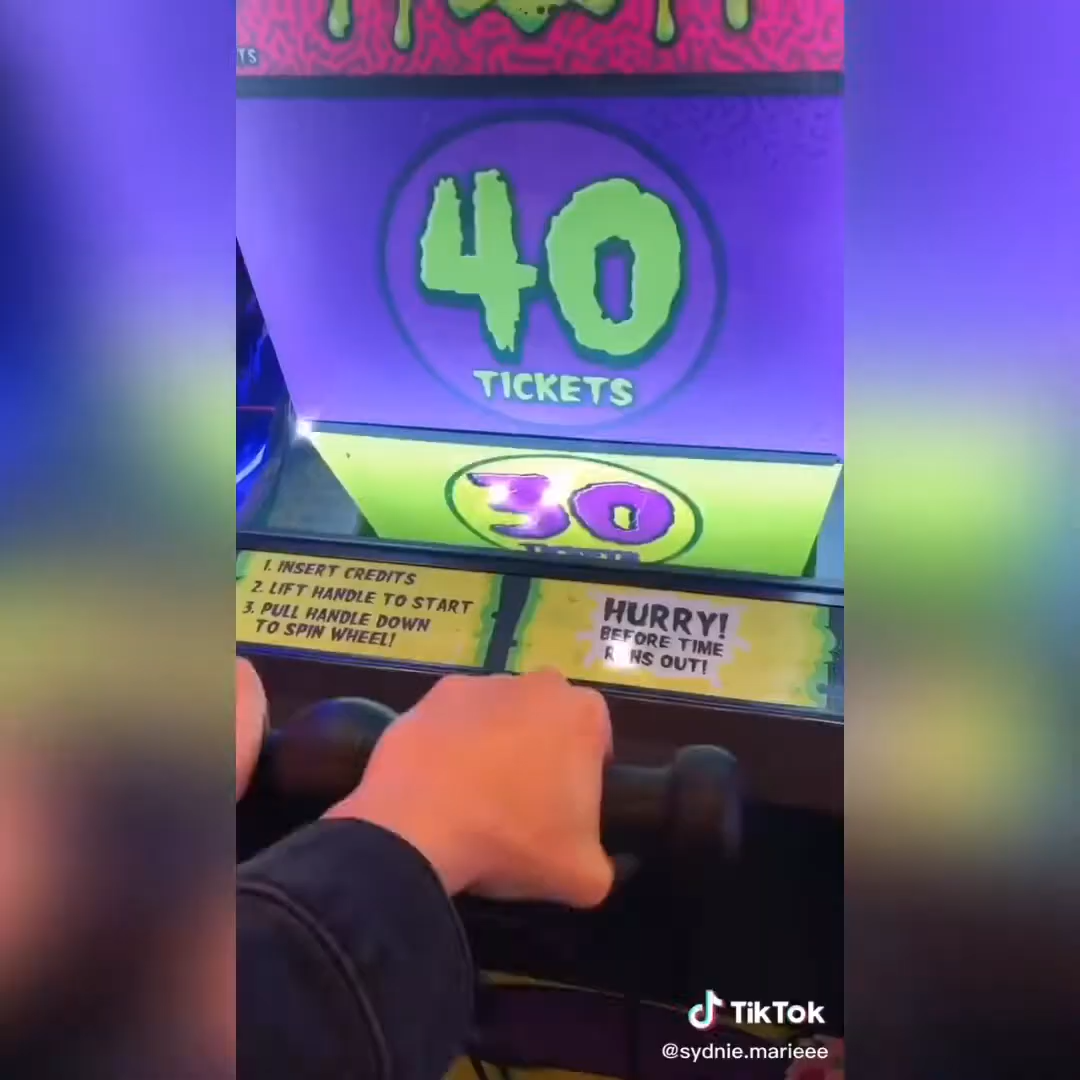 40
TICKETS
30
1. INSERT CREDITS
2. LIFT HANDLE TO START
3. PULL HANDLE DOWN
TO SPIN WHEEL!
HURRY!
BEFORE TIME
RUNS OUT!
TikTok
@sydnie.marieee